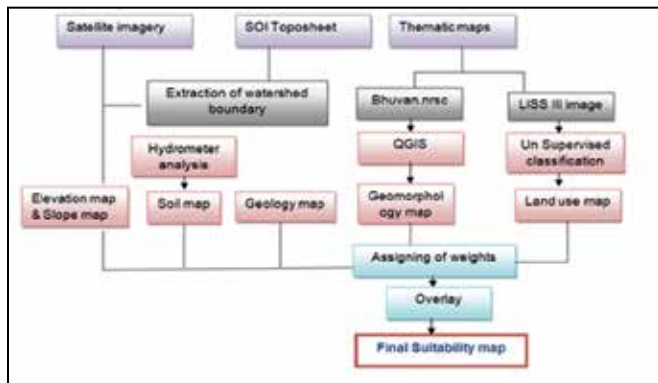 Satellite imagery
SOI Toposheet
Thematic maps
Extraction of watershed
boundary
Bhuvan.nrsc
LISS III image
Hydrometer
analysis
QGIS
Un Supervised
classification
Elevation map
& Slope map
Soil map
Geology map
Geomorphol
ogy map
Land use map
Assigning of weights
Overlay
Final Suitability map